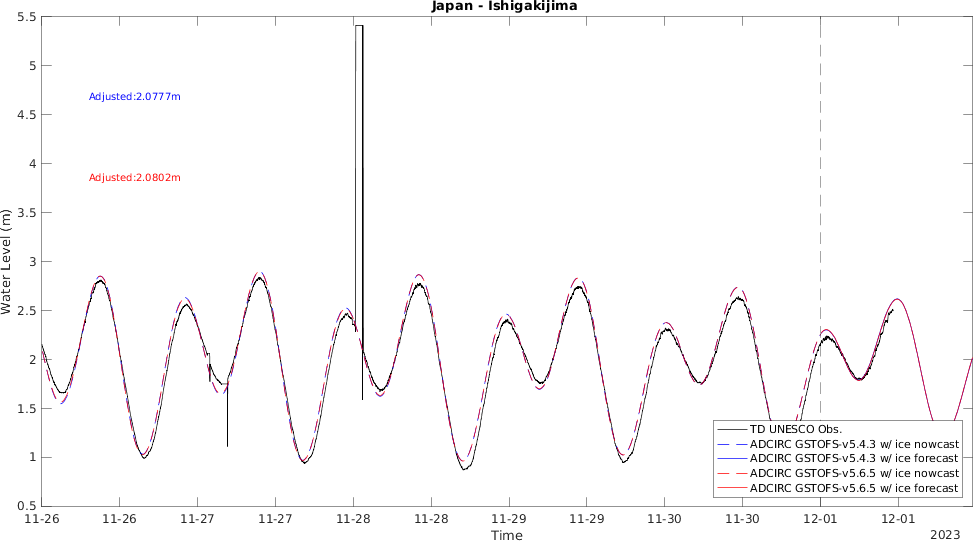 Japan - Ishigakijima
5.5
5
4.5
4
3.5
3
2.5
2
1.5
1
0.5
Water Level (m)
Adjusted:2.0777m
Adjusted:2.0802m
TD UNESCO Obs.
ADCIRC GSTOFS-v5.4.3 w/ ice nowcast
ADCIRC GSTOFS-v5.4.3 w/ ice forecast
ADCIRC GSTOFS-v5.6.5 w/ ice nowcast
ADCIRC GSTOFS-v5.6.5 w/ ice forecast
11-26 11-26 11-27 11-27 11-28 11-28 11-29 11-29 11-30 11-30 12-01 12-01
Time
2023